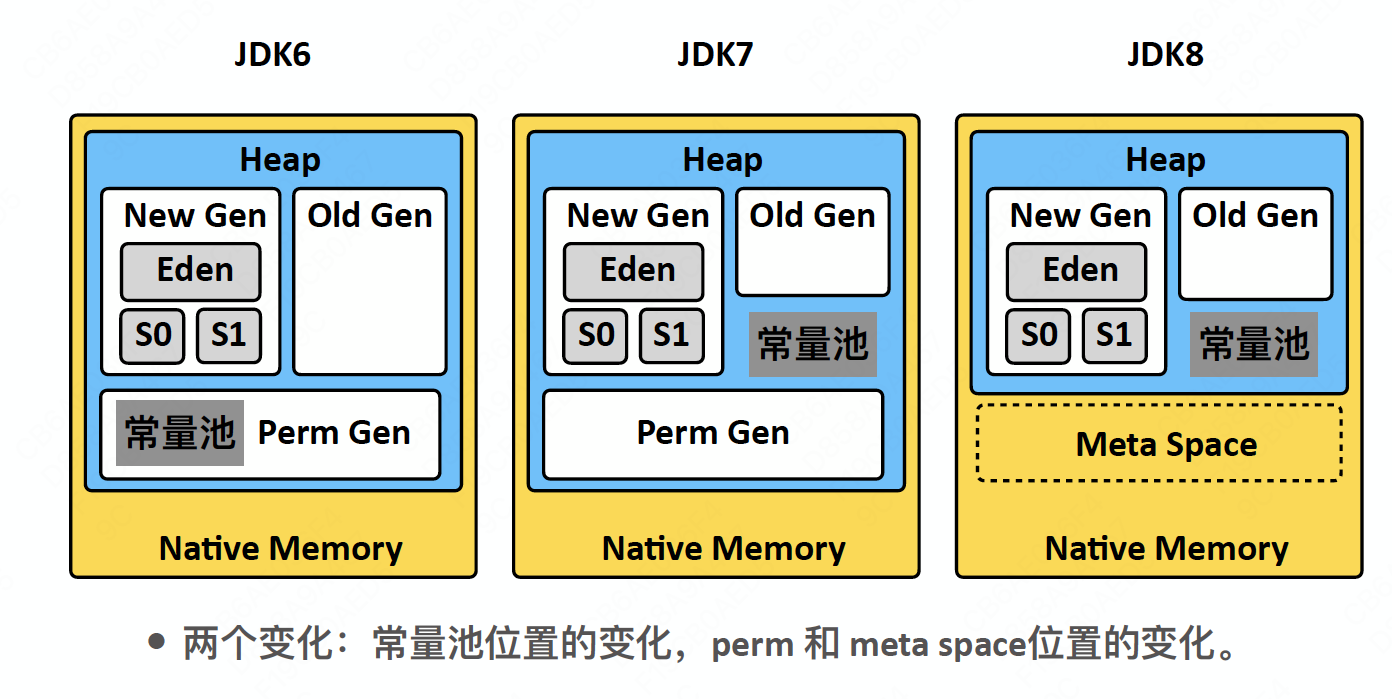 JDK6
JDK7
JDK8
Heap
New Gen
Old Gen
Eden
S0
S1
常量池
Perm Gen
Native Memory
Heap
New Gen
Old Gen
Eden
S0
S1
常量池
Perm Gen
Native Memory
Heap
New Gen
Old Gen
Eden
S0
S1
常量池
Meta Space
Native Memory
• 两个变化：常量池位置的变化，perm 和 meta space位置的变化。